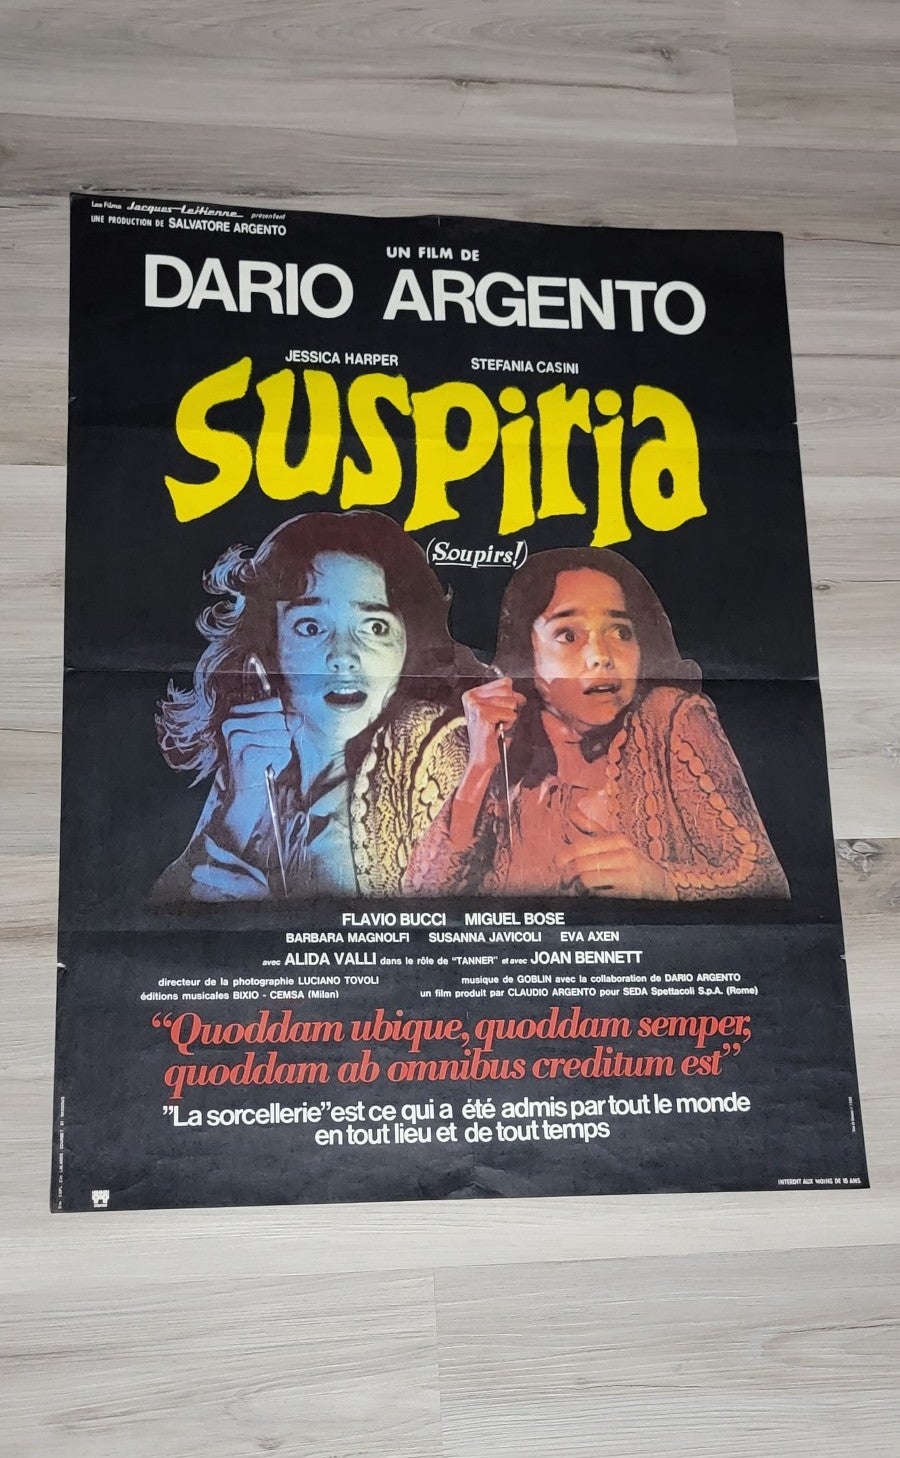 Les Films Jacques Leitienne présentent
UNE PRODUCTION DE SALVATORE ARGENTO
UN FILM DE
DARIO ARGENTO
JESSICA HARPER STEFANIA CASINI
SUSPIRIA
(Soupirs!)
FLAVIO BUCCI MIGUEL BOSE
BARBARA MAGNOLFI SUSANNA JAVICOLI EVA AXEN
avec ALIDA VALLI dans le rôle de "TANNER" et avec JOAN BENNETT
directeur de la photographie LUCIANO TOVOLI musique de GOBLIN avec la collaboration de DARIO ARGENTO
éditions musicales BIXIO - CEMSA (Milan) un film produit par CLAUDIO ARGENTO pour SEDA Spettacoli S.p.A. (Rome)
"Quoddam ubique, quoddam semper,
quoddam ab omnibus creditum est"
"La sorcellerie" est ce qui a été admis par tout le monde
en tout lieu et de tout temps
INTERDIT AUX MOINS DE 18 ANS